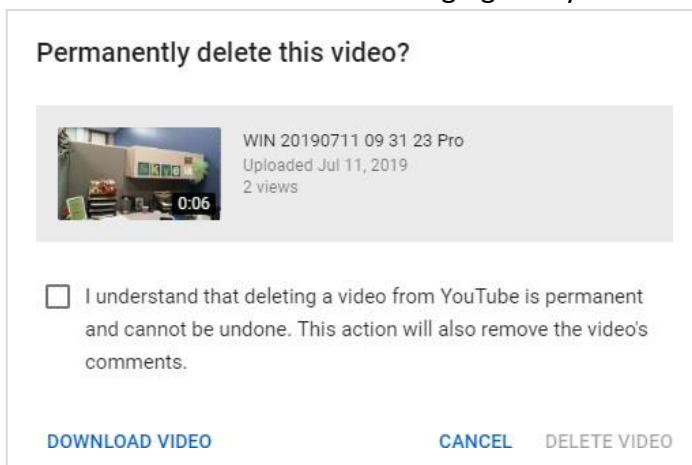 Permanently delete this video?
WIN 20190711 09 31 23 Pro
Uploaded Jul 11, 2019
2 views
Skye
0:06
I understand that deleting a video from YouTube is permanent
and cannot be undone. This action will also remove the video's
comments.
DOWNLOAD VIDEO CANCEL DELETE VIDEO